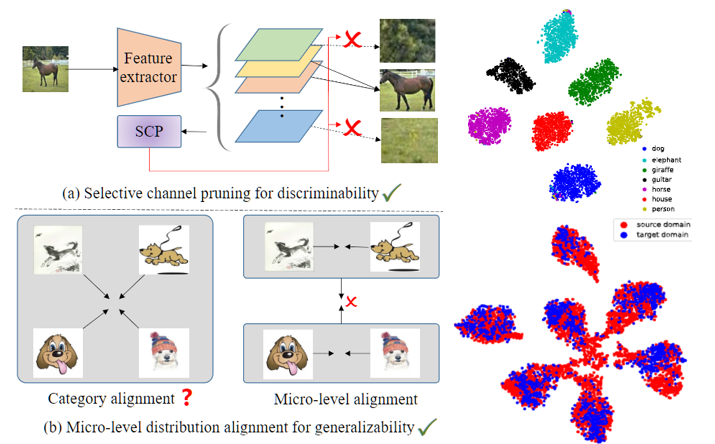 Feature
extractor
SCP
(a) Selective channel pruning for discriminability
Category alignment ?
Micro-level alignment
(b) Micro-level distribution alignment for generalizability
dog
elephant
giraffe
guitar
horse
house
person
source domain
target domain